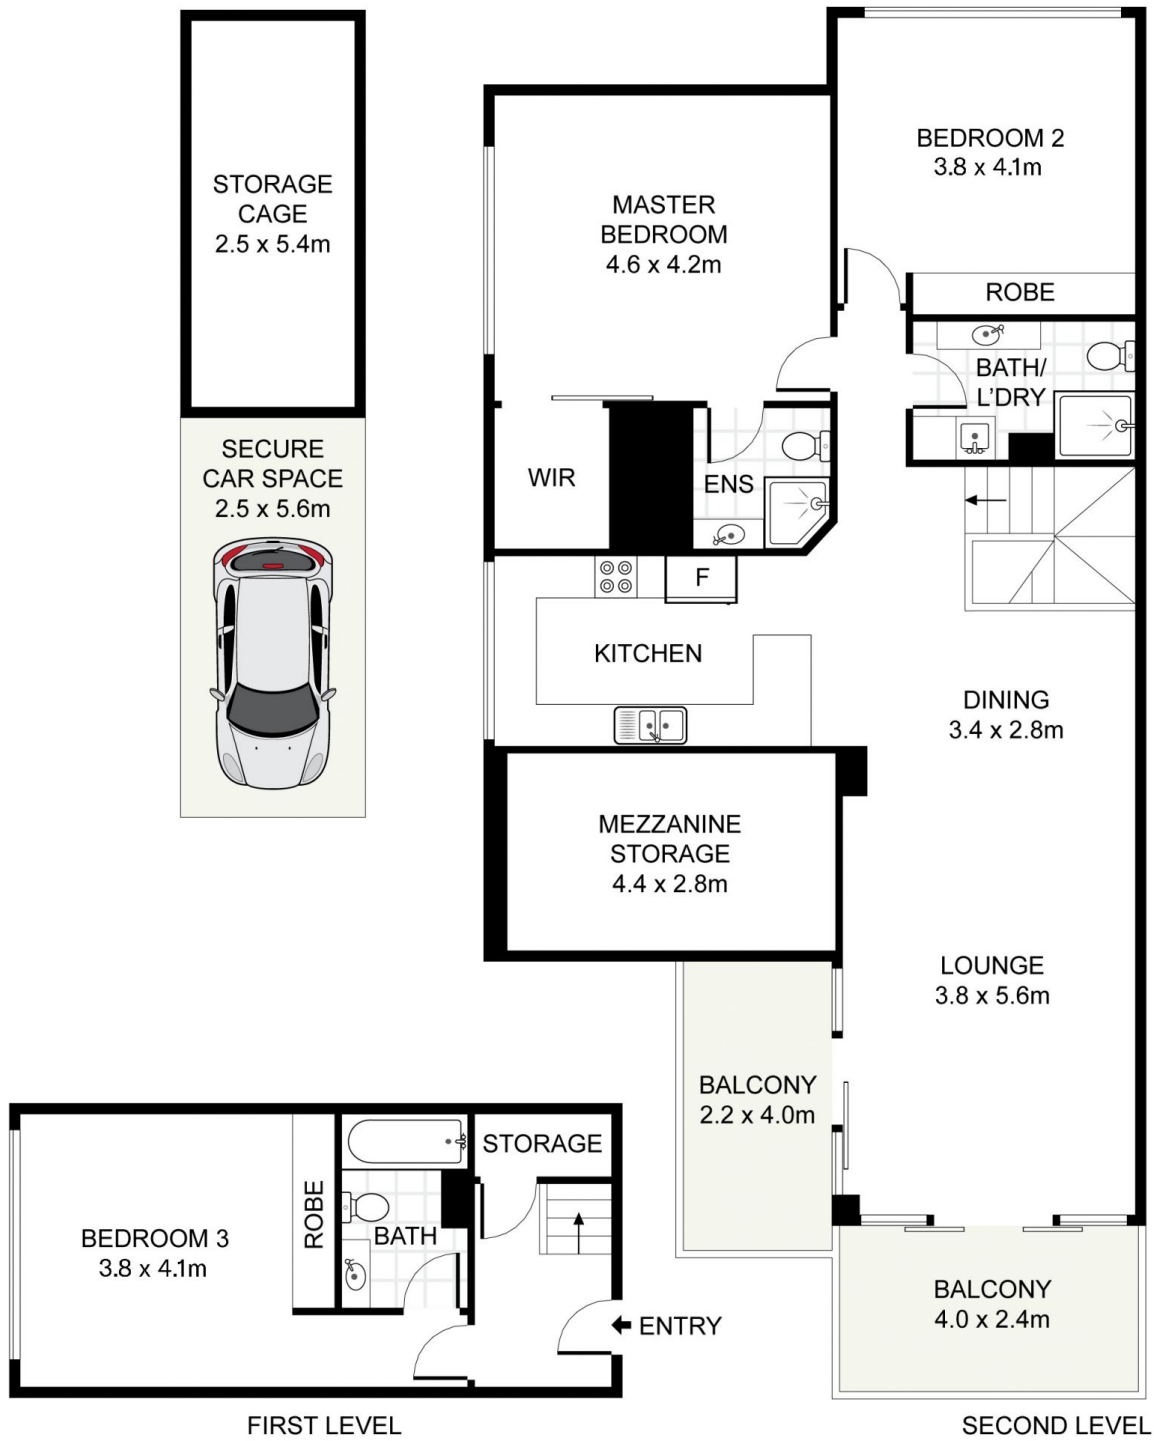 STORAGE
CAGE
2.5 x 5.4m
SECURE
CAR SPACE
2.5 x 5.6m
BEDROOM 2
3.8 x 4.1m
ROBE
MASTER
BEDROOM
4.6 x 4.2m
BATH/
L'DRY
WIR
ENS
F
KITCHEN
DINING
3.4 x 2.8m
MEZZANINE
STORAGE
4.4 x 2.8m
LOUNGE
3.8 x 5.6m
BALCONY
2.2 x 4.0m
BALCONY
4.0 x 2.4m
SECOND LEVEL
STORAGE
ROBE
BATH
BEDROOM 3
3.8 x 4.1m
ENTRY
FIRST LEVEL